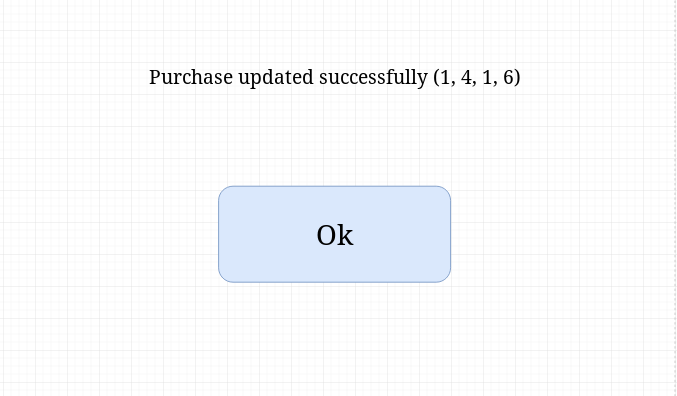 Purchase updated successfully (1, 4, 1, 6)
Ok